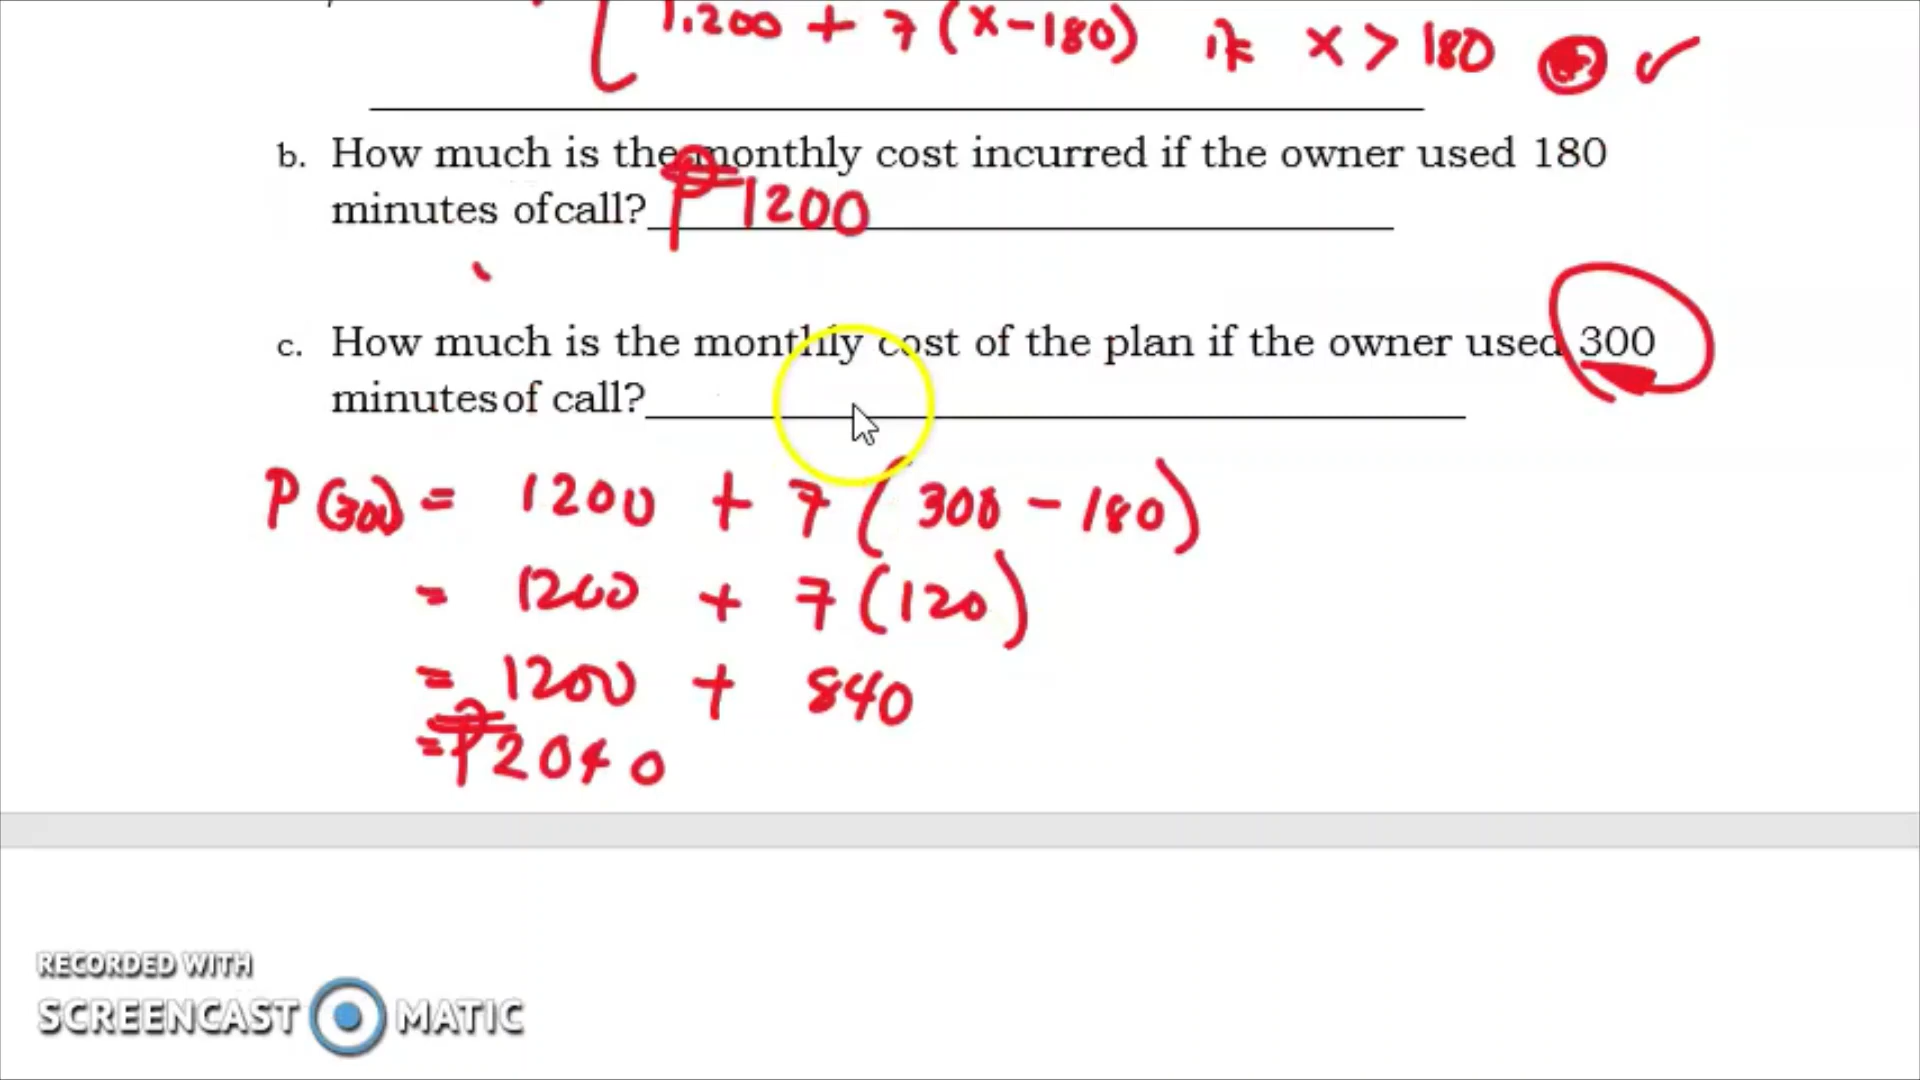 1.200 + 7 (x-180) if x > 180
b. How much is the monthly cost incurred if the owner used 180
minutes of call? ₱1200
c. How much is the monthly cost of the plan if the owner used 300
minutes of call?
P(300) = 1200 + 7 (300 - 180)
= 1200 + 7 (120)
= 1200 + 840
= ₱2040
RECORDED WITH
SCREENCAST MATIC